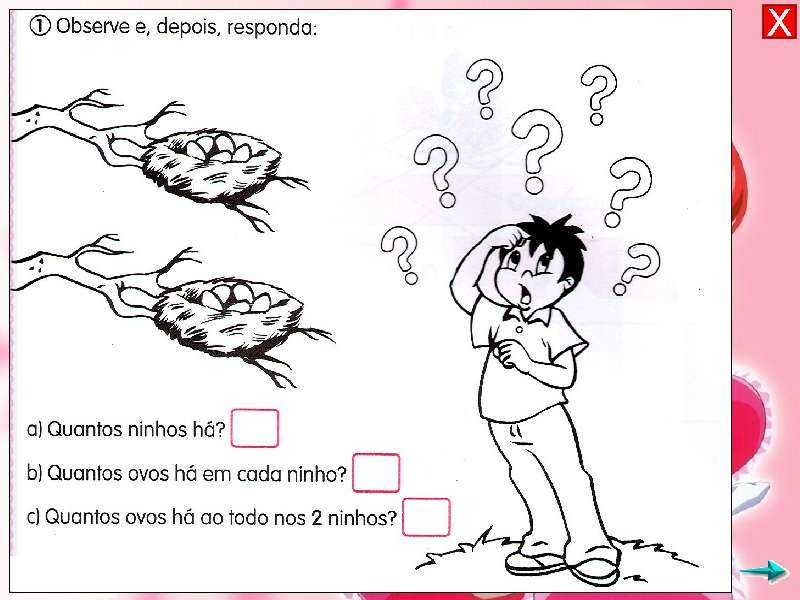 ① Observe e, depois, responda:
a) Quantos ninhos há?
b) Quantos ovos há em cada ninho?
c) Quantos ovos há ao todo nos 2 ninhos?
X